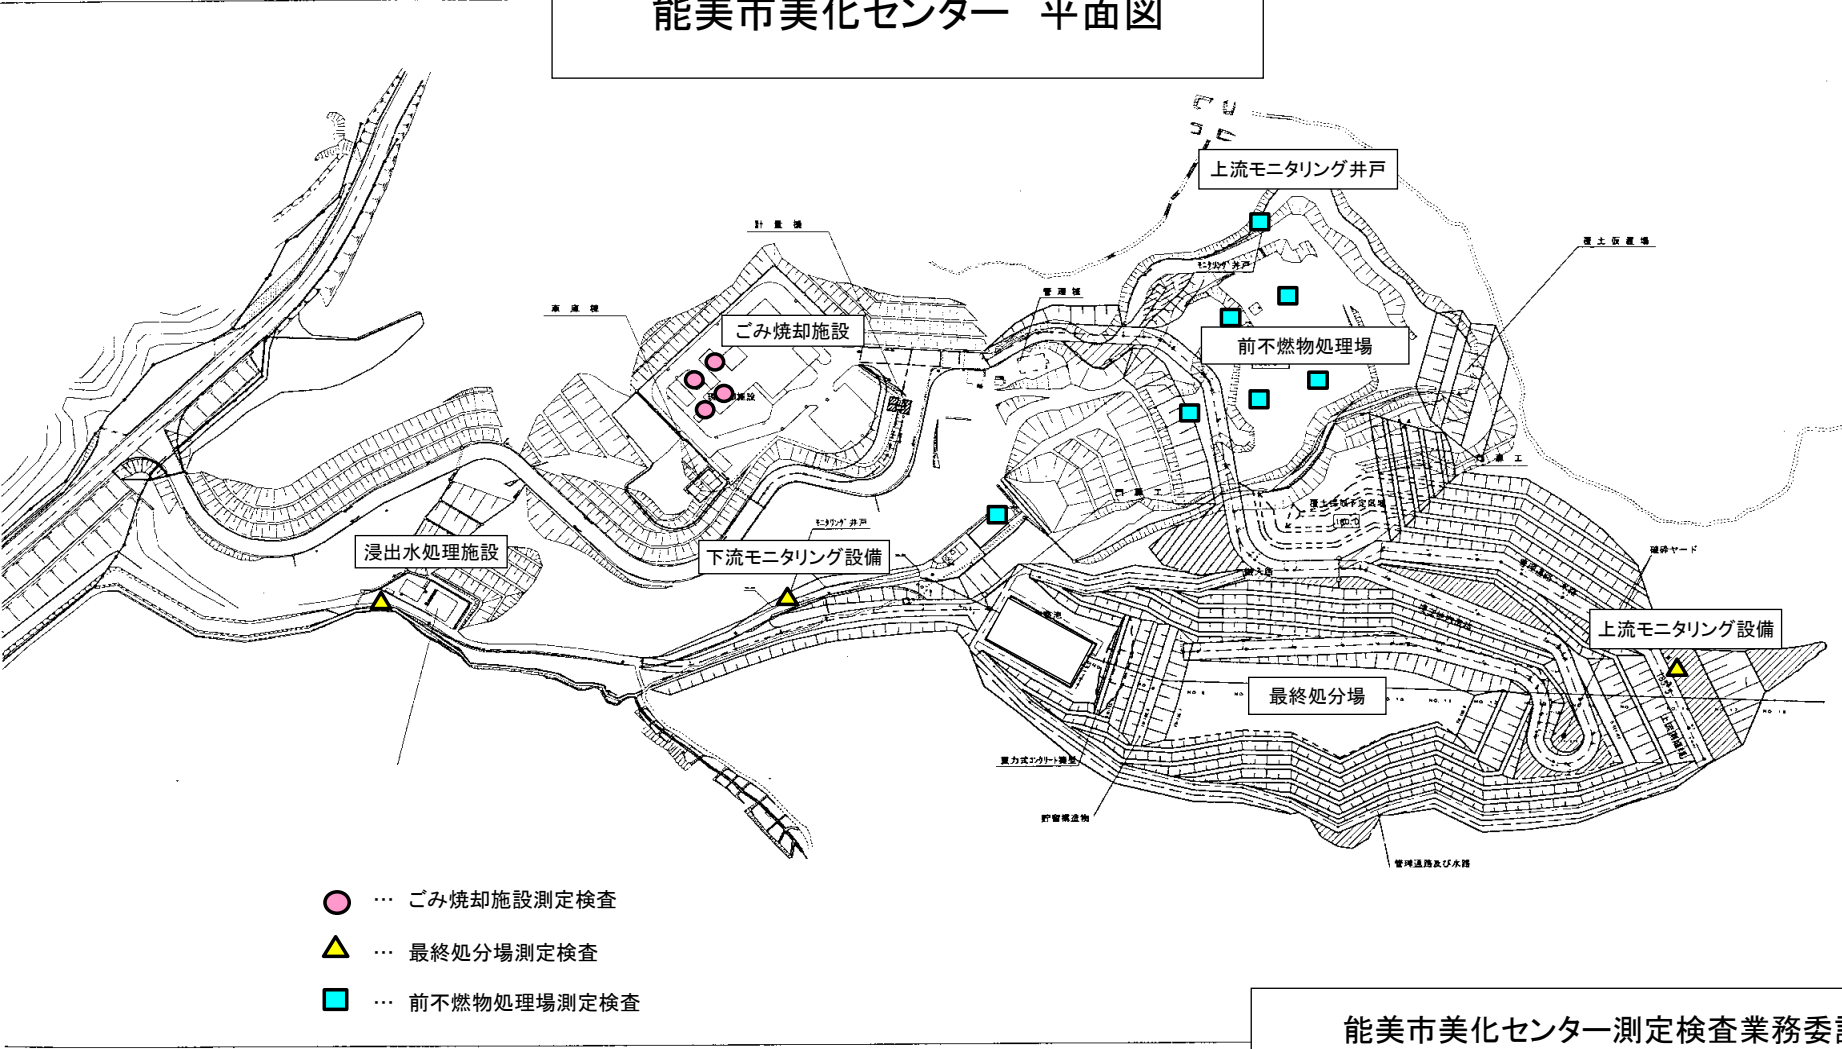 能美市美化センター 平面図
上流モニタリング井戸
計量機
覆土仮置場
モニタリング井戸
管理棟
車庫棟
ごみ焼却施設
前不燃物処理場
モニタリング井戸
浸出水処理施設
下流モニタリング設備
破砕ヤード
上流モニタリング設備
最終処分場
重力式コンクリート擁壁
貯留構造物
管理道路及び水路
… ごみ焼却施設測定検査
… 最終処分場測定検査
… 前不燃物処理場測定検査
能美市美化センター測定検査業務委